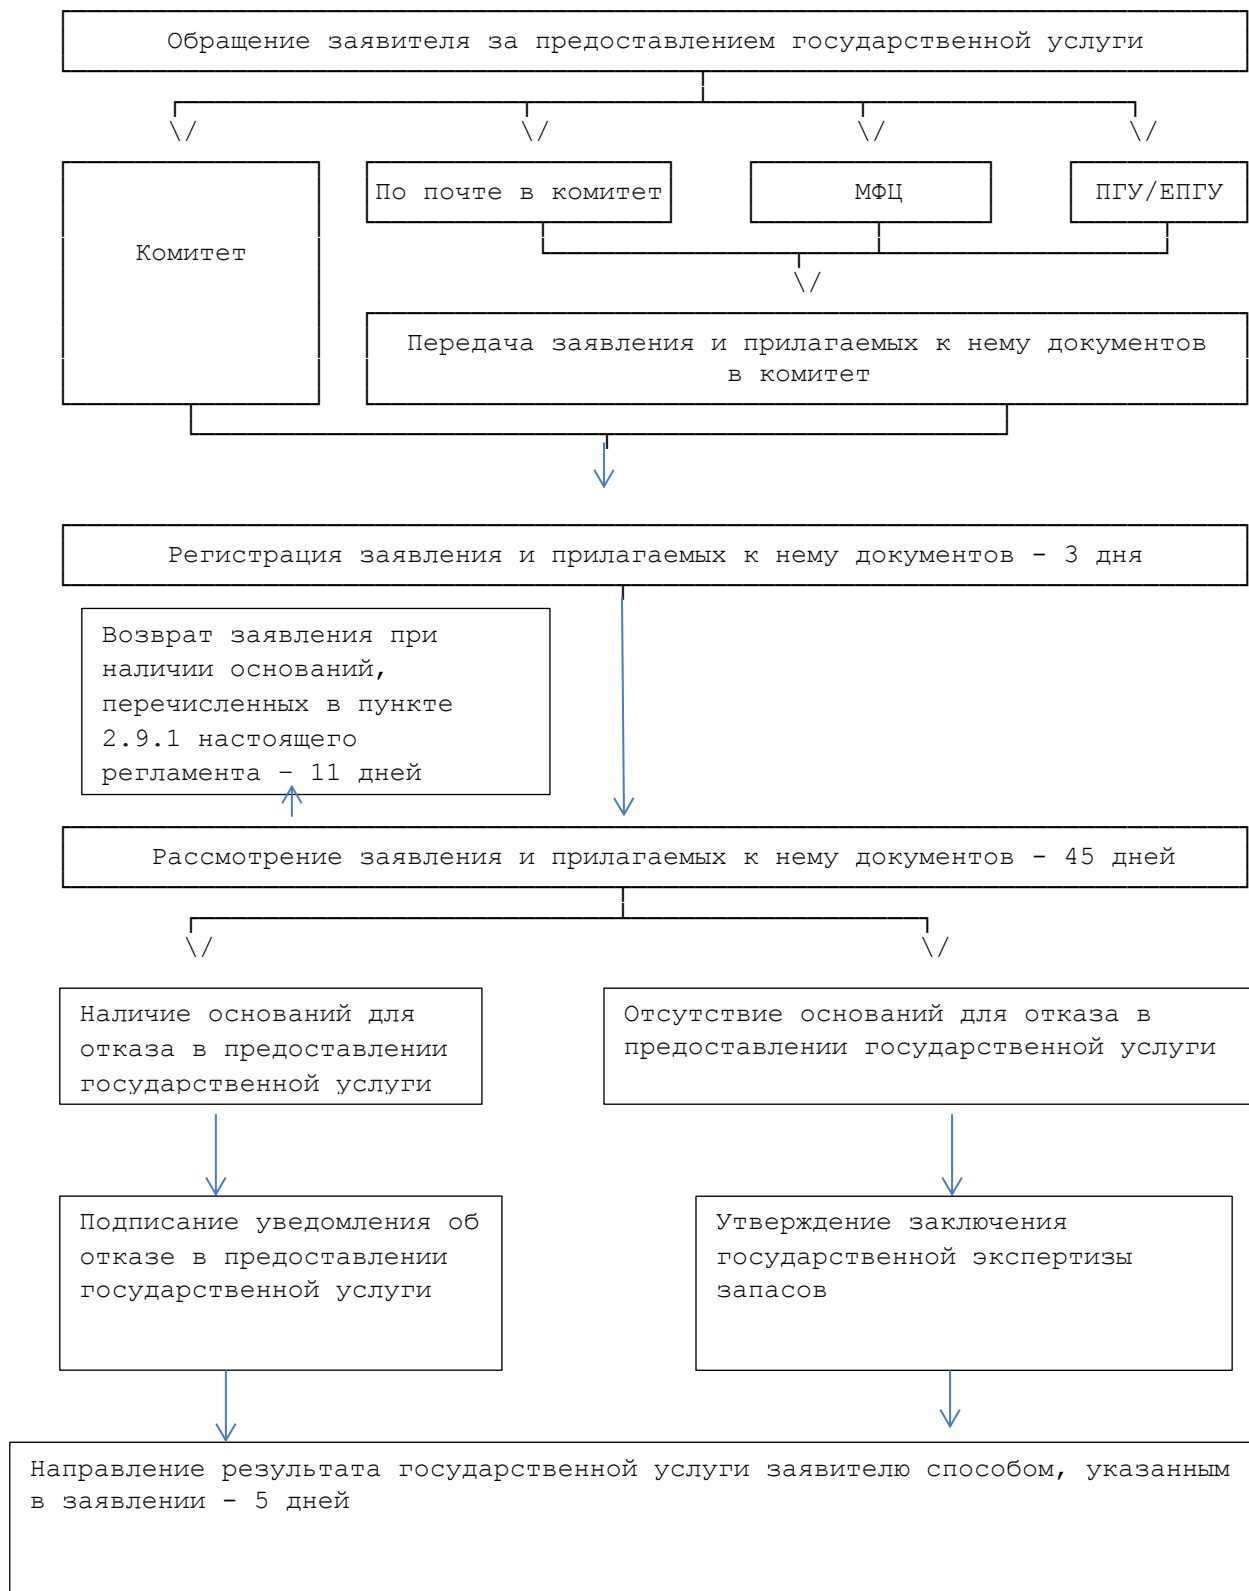 Обращение заявителя за предоставлением государственной услуги
\/ \/ \/ \/
По почте в комитет МФЦ ПГУ/ЕПГУ
Комитет
\/
Передача заявления и прилагаемых к нему документов
в комитет
Регистрация заявления и прилагаемых к нему документов - 3 дня
Возврат заявления при
наличии оснований,
перечисленных в пункте
2.9.1 настоящего
регламента – 11 дней
Рассмотрение заявления и прилагаемых к нему документов - 45 дней
\/ \/
Наличие оснований для
отказа в предоставлении
государственной услуги
Отсутствие оснований для отказа в
предоставлении государственной услуги
Подписание уведомления об
отказе в предоставлении
государственной услуги
Утверждение заключения
государственной экспертизы
запасов
Направление результата государственной услуги заявителю способом, указанным
в заявлении - 5 дней